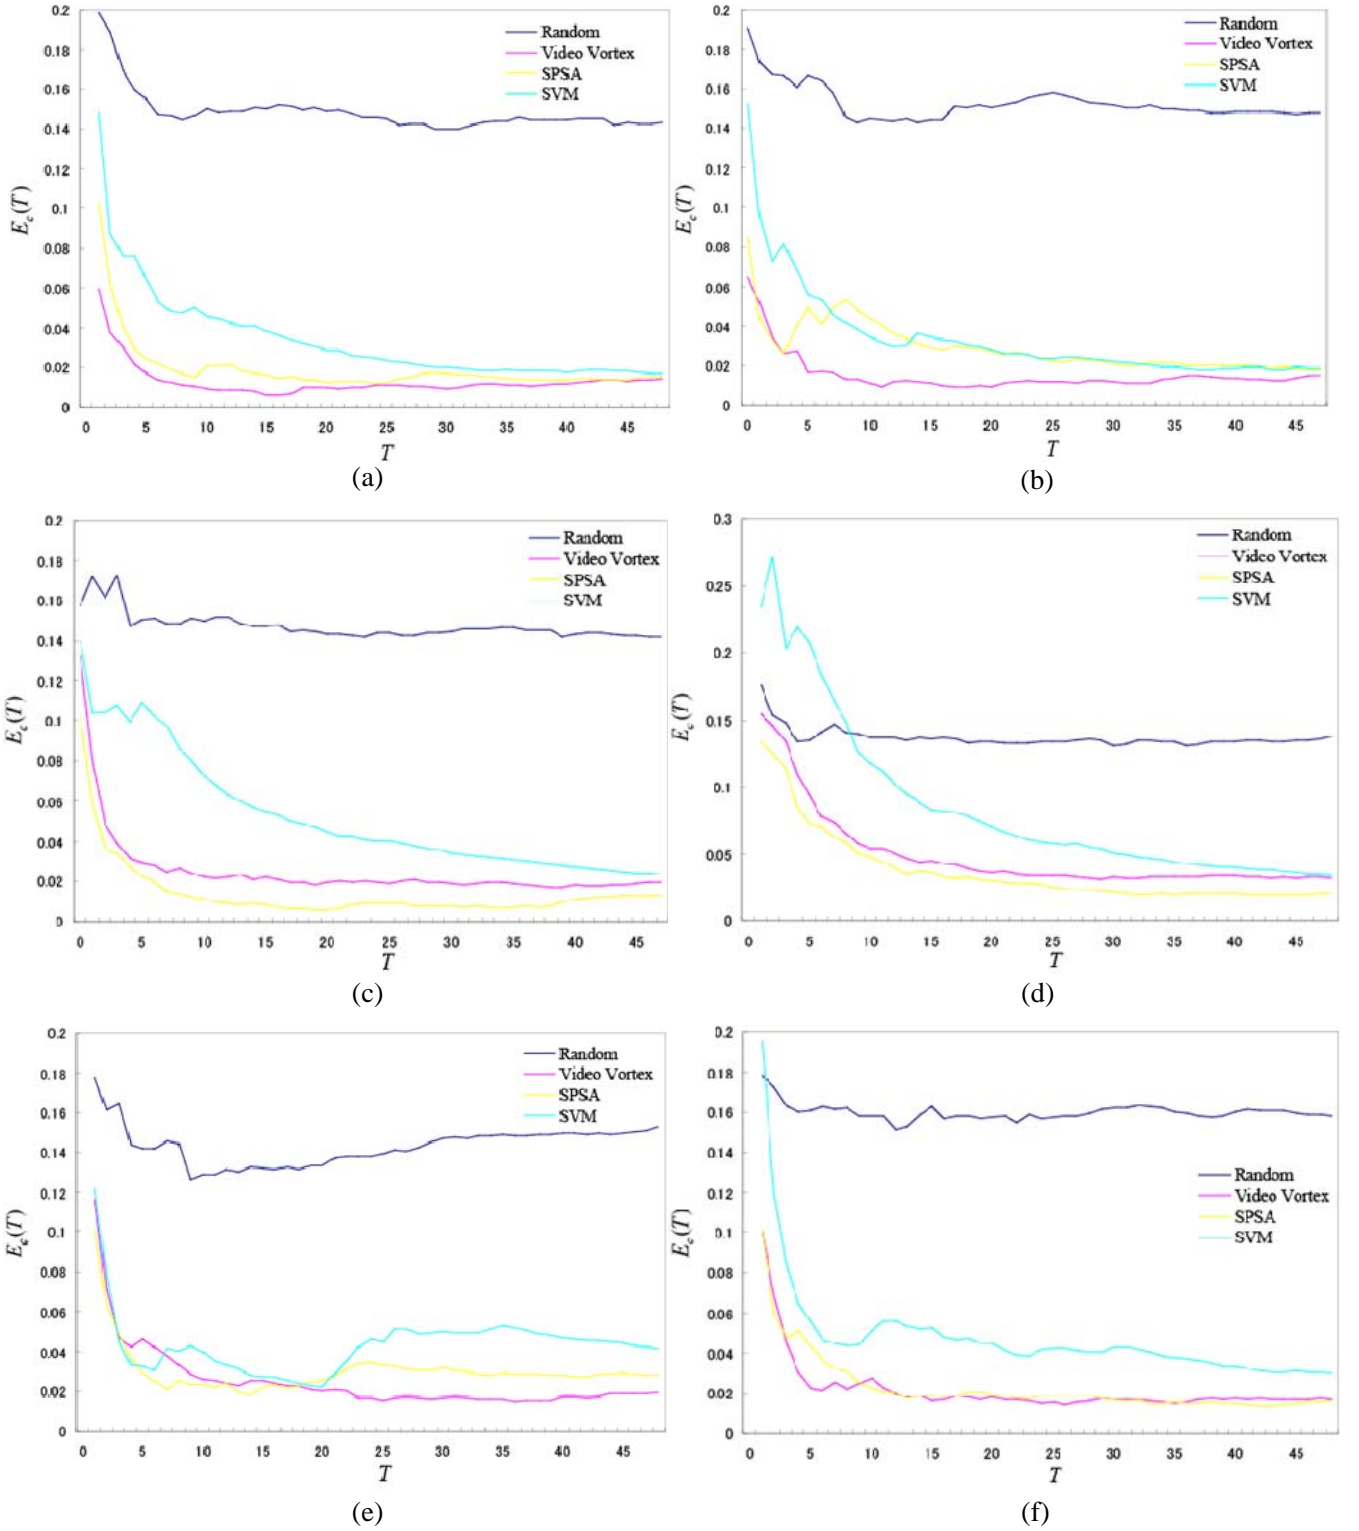 0.2
0.18
0.16
0.14
0.12
0.1
0.08
0.06
0.04
0.02
0
E_c(T)
Random
Video Vortex
SPSA
SVM
0 5 10 15 20 25 30 35 40 45
T
(a)
0.2
0.18
0.16
0.14
0.12
0.1
0.08
0.06
0.04
0.02
0
E_c(T)
Random
Video Vortex
SPSA
SVM
0 5 10 15 20 25 30 35 40 45
T
(b)
0.2
0.18
0.16
0.14
0.12
0.1
0.08
0.06
0.04
0.02
0
E_c(T)
Random
Video Vortex
SPSA
SVM
0 5 10 15 20 25 30 35 40 45
T
(c)
0.3
0.25
0.2
0.15
0.1
0.05
0
E_c(T)
Random
Video Vortex
SPSA
SVM
0 5 10 15 20 25 30 35 40 45
T
(d)
0.2
0.18
0.16
0.14
0.12
0.1
0.08
0.06
0.04
0.02
0
E_c(T)
Random
Video Vortex
SPSA
SVM
0 5 10 15 20 25 30 35 40 45
T
(e)
0.2
0.18
0.16
0.14
0.12
0.1
0.08
0.06
0.04
0.02
0
E_c(T)
Random
Video Vortex
SPSA
SVM
0 5 10 15 20 25 30 35 40 45
T
(f)